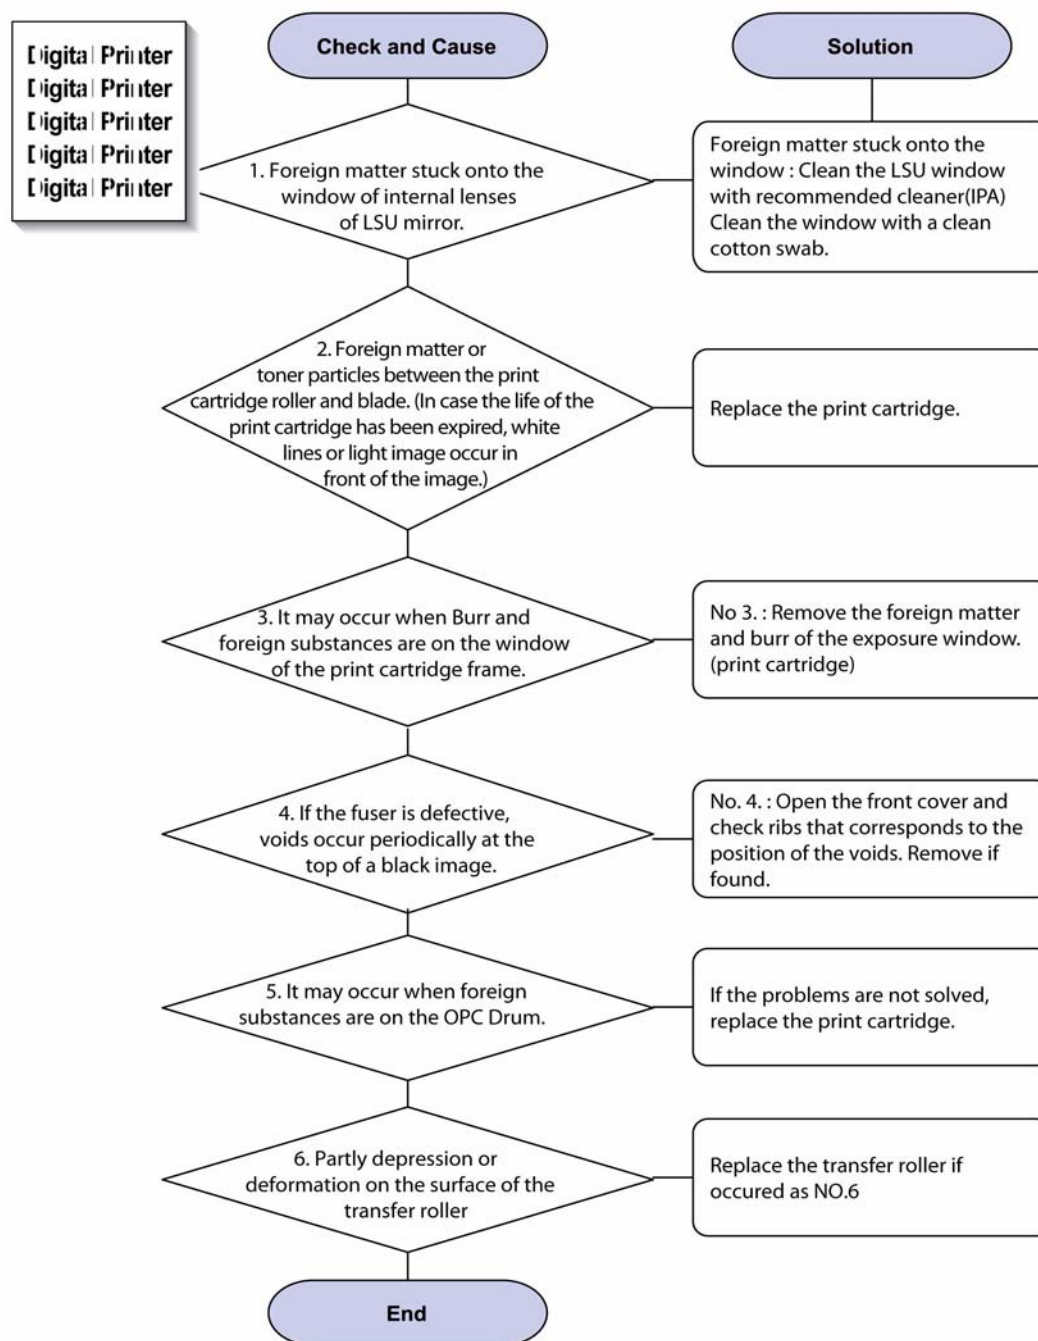 Digital Printer
Digital Printer
Digital Printer
Digital Printer
Digital Printer
Check and Cause
Solution
1. Foreign matter stuck onto the
window of internal lenses
of LSU mirror.
Foreign matter stuck onto the
window : Clean the LSU window
with recommended cleaner(IPA)
Clean the window with a clean
cotton swab.
2. Foreign matter or
toner particles between the print
cartridge roller and blade. (In case the life of the
print cartridge has been expired, white
lines or light image occur in
front of the image.)
Replace the print cartridge.
3. It may occur when Burr and
foreign substances are on the window
of the print cartridge frame.
No 3. : Remove the foreign matter
and burr of the exposure window.
(print cartridge)
4. If the fuser is defective,
voids occur periodically at the
top of a black image.
No. 4. : Open the front cover and
check ribs that corresponds to the
position of the voids. Remove if
found.
5. It may occur when foreign
substances are on the OPC Drum.
If the problems are not solved,
replace the print cartridge.
6. Partly depression or
deformation on the surface of the
transfer roller
Replace the transfer roller if
occured as NO.6
End